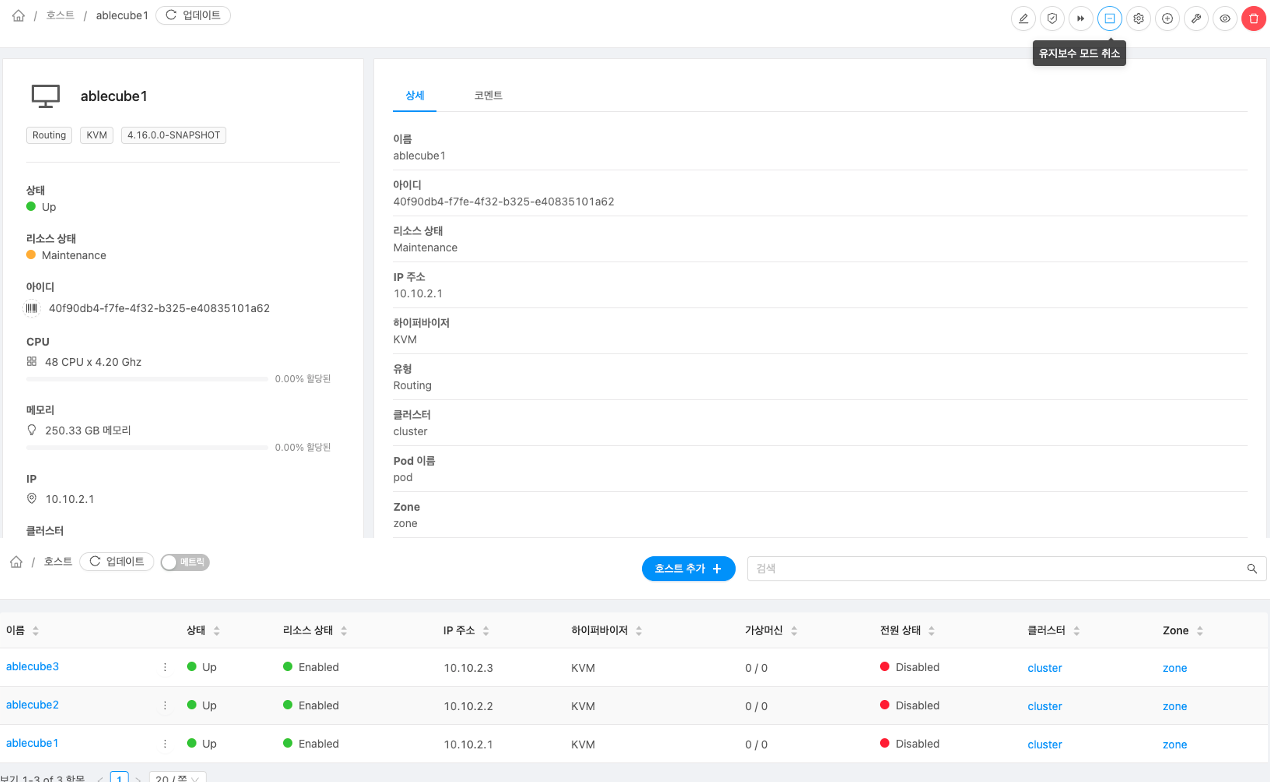 / 호스트 / ablecube1 업데이트
유지보수 모드 취소
ablecube1
Routing KVM 4.16.0.0-SNAPSHOT
상태
Up
리소스 상태
Maintenance
아이디
40f90db4-f7fe-4f32-b325-e40835101a62
CPU
48 CPU x 4.20 Ghz
0.00% 할당된
메모리
250.33 GB 메모리
0.00% 할당된
IP
10.10.2.1
클러스터
상세 코멘트
이름
ablecube1
아이디
40f90db4-f7fe-4f32-b325-e40835101a62
리소스 상태
Maintenance
IP 주소
10.10.2.1
하이퍼바이저
KVM
유형
Routing
클러스터
cluster
Pod 이름
pod
Zone
zone
/ 호스트 업데이트 메트릭 호스트 추가 + 검색
이름 상태 리소스 상태 IP 주소 하이퍼바이저 가상머신 전원 상태 클러스터 Zone
ablecube3 Up Enabled 10.10.2.3 KVM 0 / 0 Disabled cluster zone
ablecube2 Up Enabled 10.10.2.2 KVM 0 / 0 Disabled cluster zone
ablecube1 Up Enabled 10.10.2.1 KVM 0 / 0 Disabled cluster zone
보기 1-3 of 3 항목 < 1 > 20 / 쪽